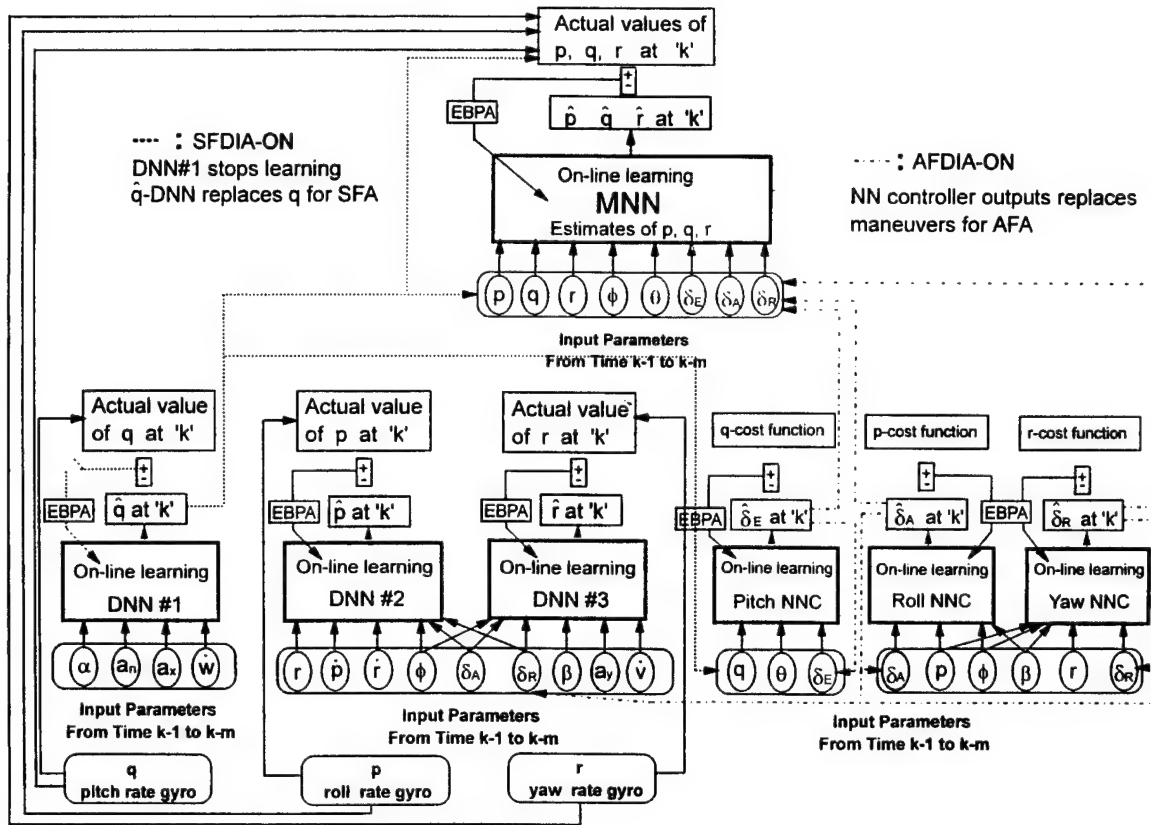 Actual values of
p, q, r at 'k'
+
-
EBPA
p̂ q̂ r̂ at 'k'
---- : SFDIA-ON
DNN#1 stops learning
q̂-DNN replaces q for SFA
On-line learning
MNN
Estimates of p, q, r
-·-·- : AFDIA-ON
NN controller outputs replaces
maneuvers for AFA
p q r ϕ θ δE δA δR
Input Parameters
From Time k-1 to k-m
Actual value
of q at 'k'
Actual value
of p at 'k'
Actual value
of r at 'k'
q-cost function
p-cost function
r-cost function
+
-
+
-
+
-
+
-
+
-
+
-
EBPA
q̂ at 'k'
EBPA
p̂ at 'k'
EBPA
r̂ at 'k'
EBPA
δ̂E at 'k'
δ̂A at 'k'
EBPA
δ̂R at 'k'
On-line learning
DNN #1
On-line learning
DNN #2
On-line learning
DNN #3
On-line learning
Pitch NNC
On-line learning
Roll NNC
On-line learning
Yaw NNC
α an ax ẇ
r ṗ ṙ ϕ δA δR β ay v̇
q θ δE
δA p ϕ β r δR
Input Parameters
From Time k-1 to k-m
Input Parameters
From Time k-1 to k-m
Input Parameters
From Time k-1 to k-m
q
pitch rate gyro
p
roll rate gyro
r
yaw rate gyro